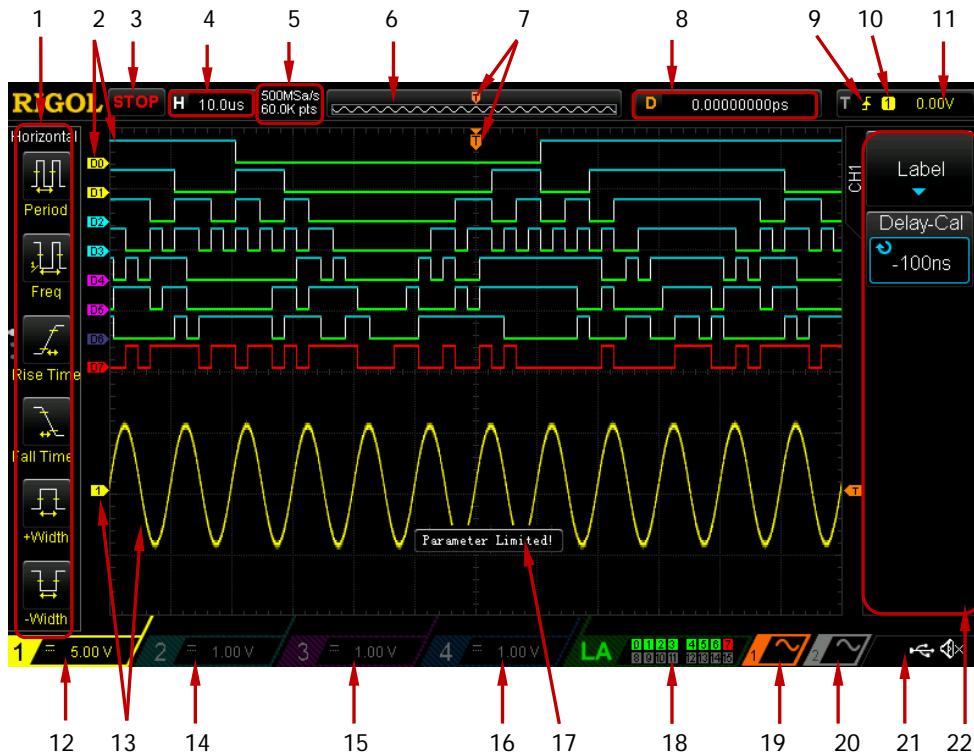 1 2 3 4 5 6 7 8 9 10 11
RIGOL STOP H 10.0us 500MSa/s 60.0K pts T D 0.00000000ps T 1 0.00V
Horizontal
T
D0
D1
D2
D3
D4
D5
D6
D7
Period
Freq
Rise Time
Fall Time
+Width
-Width
1
T
Parameter Limited!
CH1
Label
Delay-Cal
-100ns
1 5.00 V 2 1.00 V 3 1.00 V 4 1.00 V LA 0 1 2 3 4 5 6 7 1 2
8 9 10 11 12 13 14 15
12 13 14 15 16 17 18 19 20 21 22